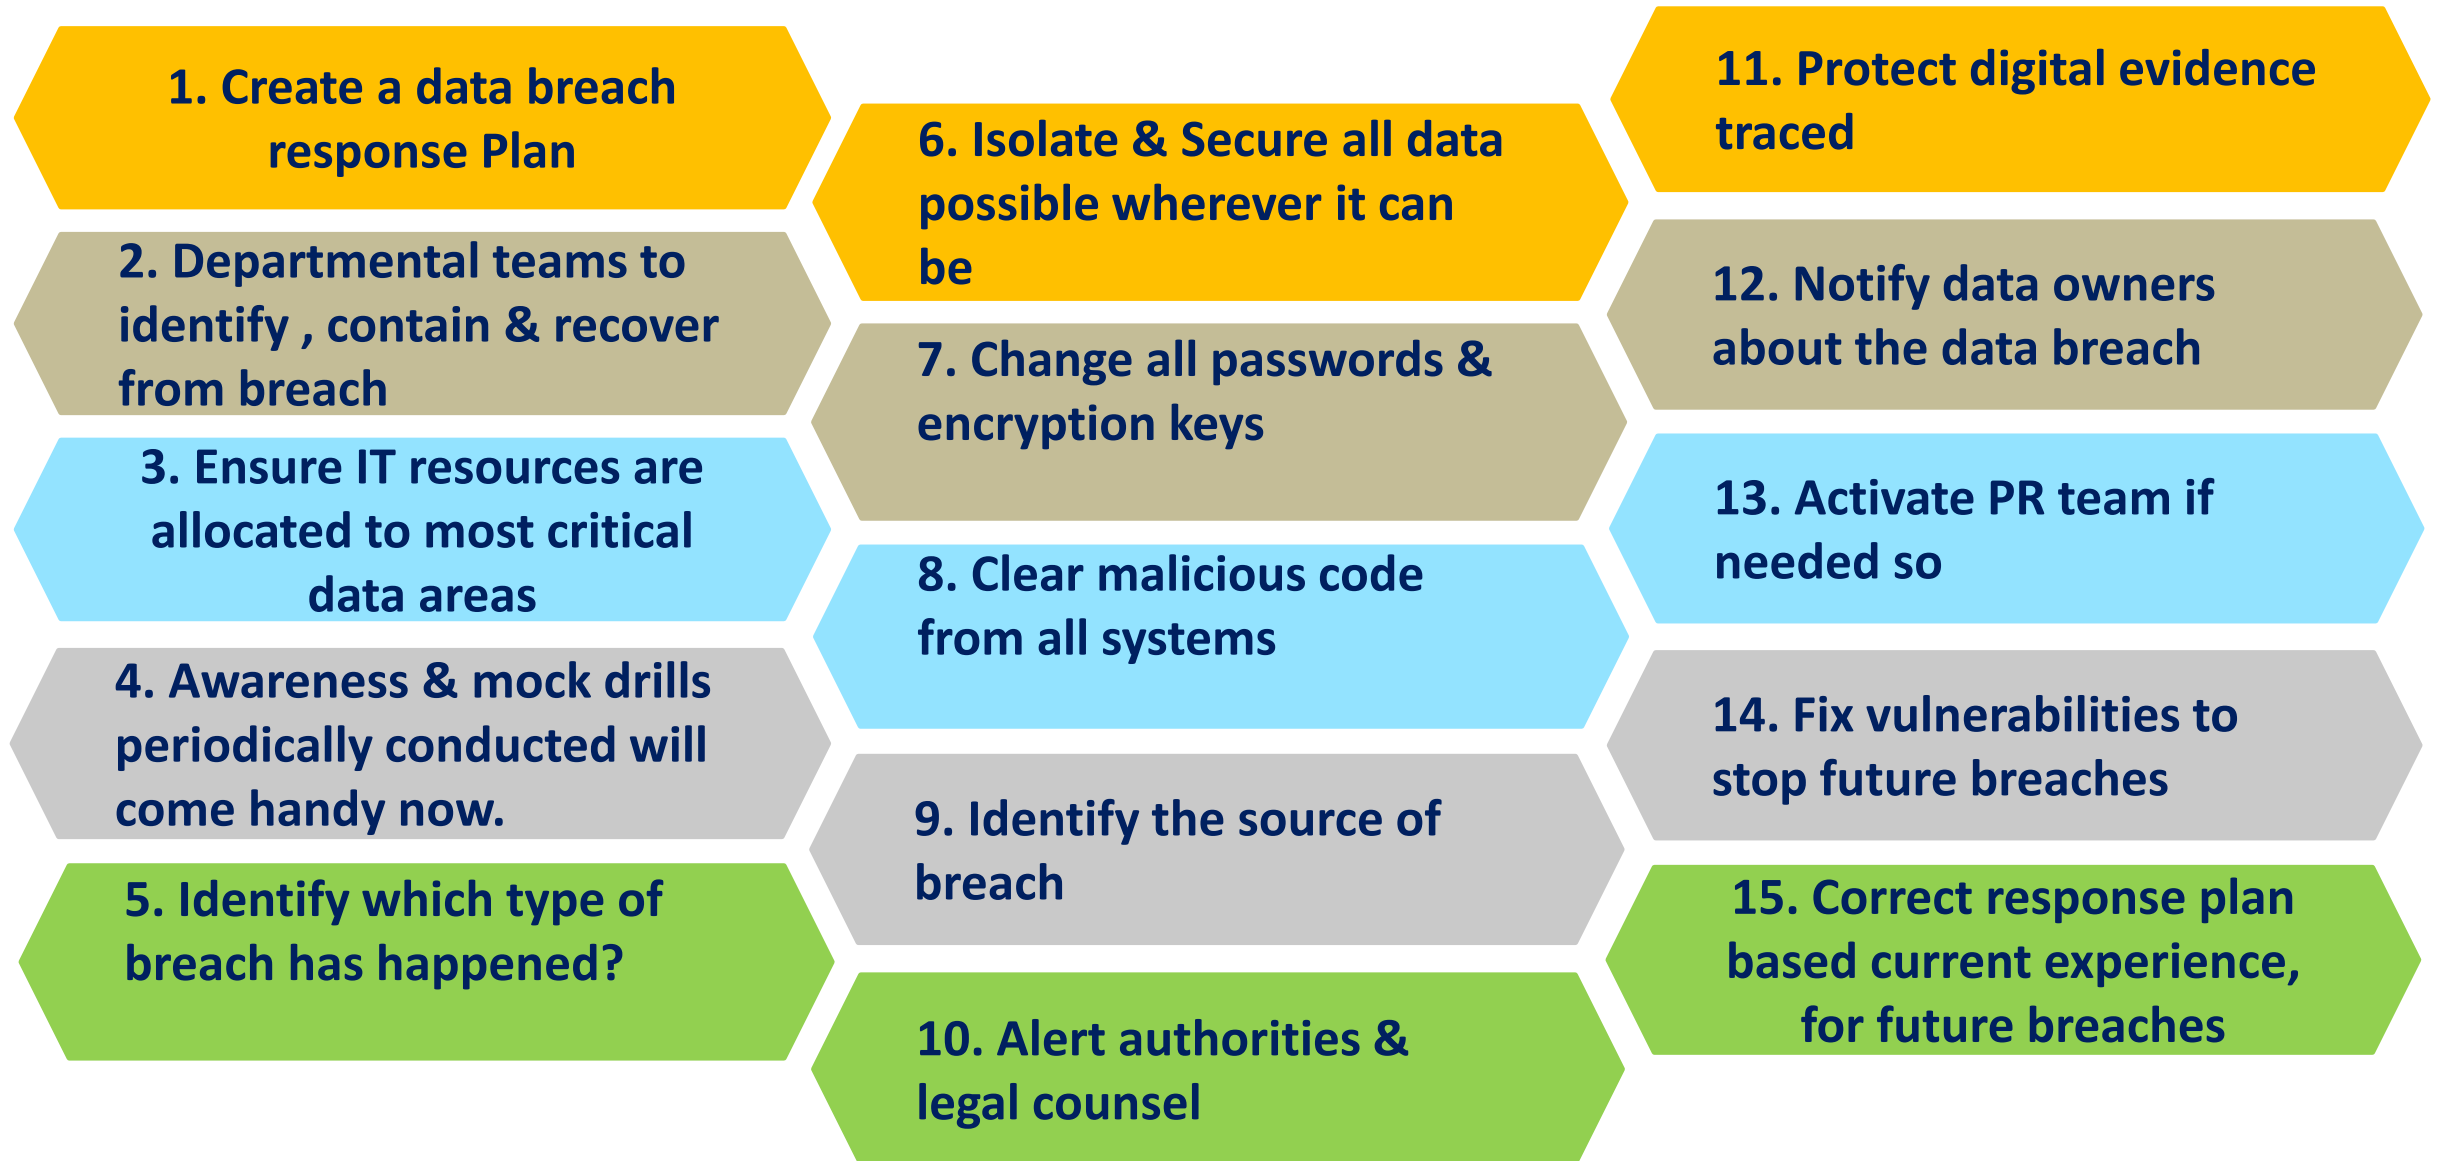 1. Create a data breach
response Plan
2. Departmental teams to
identify , contain & recover
from breach
3. Ensure IT resources are
allocated to most critical
data areas
4. Awareness & mock drills
periodically conducted will
come handy now.
5. Identify which type of
breach has happened?
6. Isolate & Secure all data
possible wherever it can
be
7. Change all passwords &
encryption keys
8. Clear malicious code
from all systems
9. Identify the source of
breach
10. Alert authorities &
legal counsel
11. Protect digital evidence
traced
12. Notify data owners
about the data breach
13. Activate PR team if
needed so
14. Fix vulnerabilities to
stop future breaches
15. Correct response plan
based current experience,
for future breaches